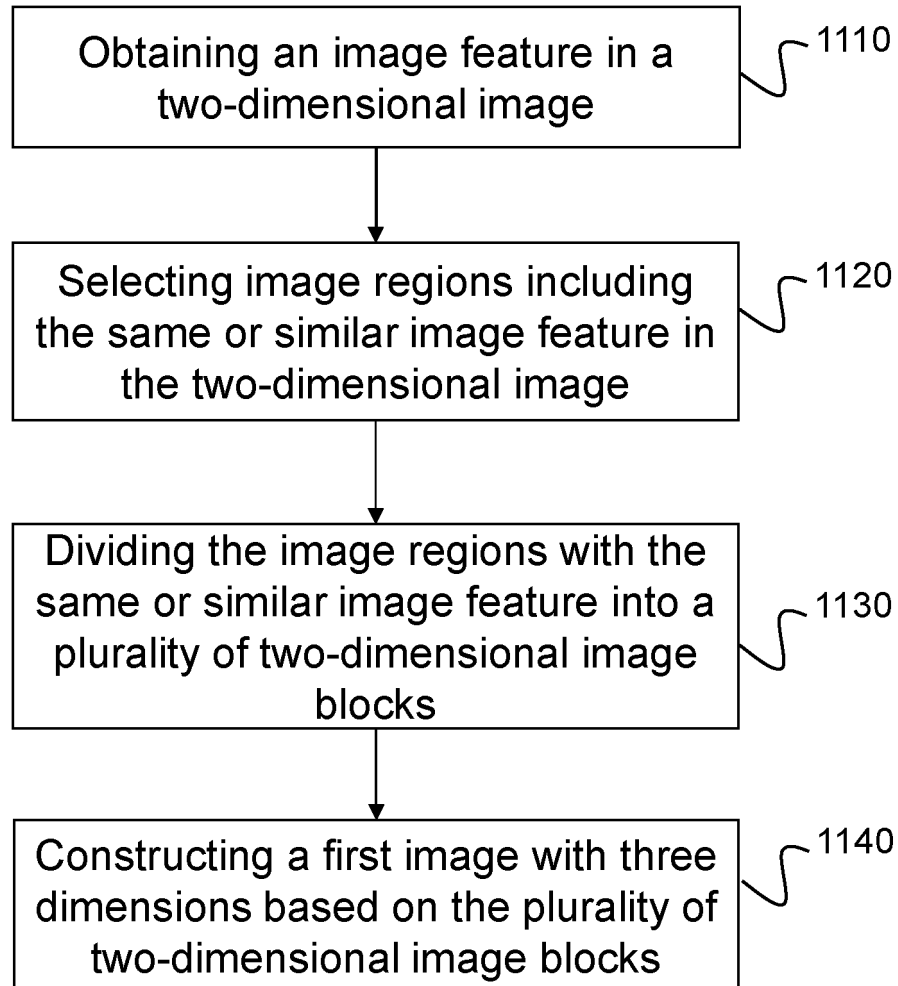 Obtaining an image feature in a
two-dimensional image
1110
Selecting image regions including
the same or similar image feature in
the two-dimensional image
1120
Dividing the image regions with the
same or similar image feature into a
plurality of two-dimensional image
blocks
1130
Constructing a first image with three
dimensions based on the plurality of
two-dimensional image blocks
1140